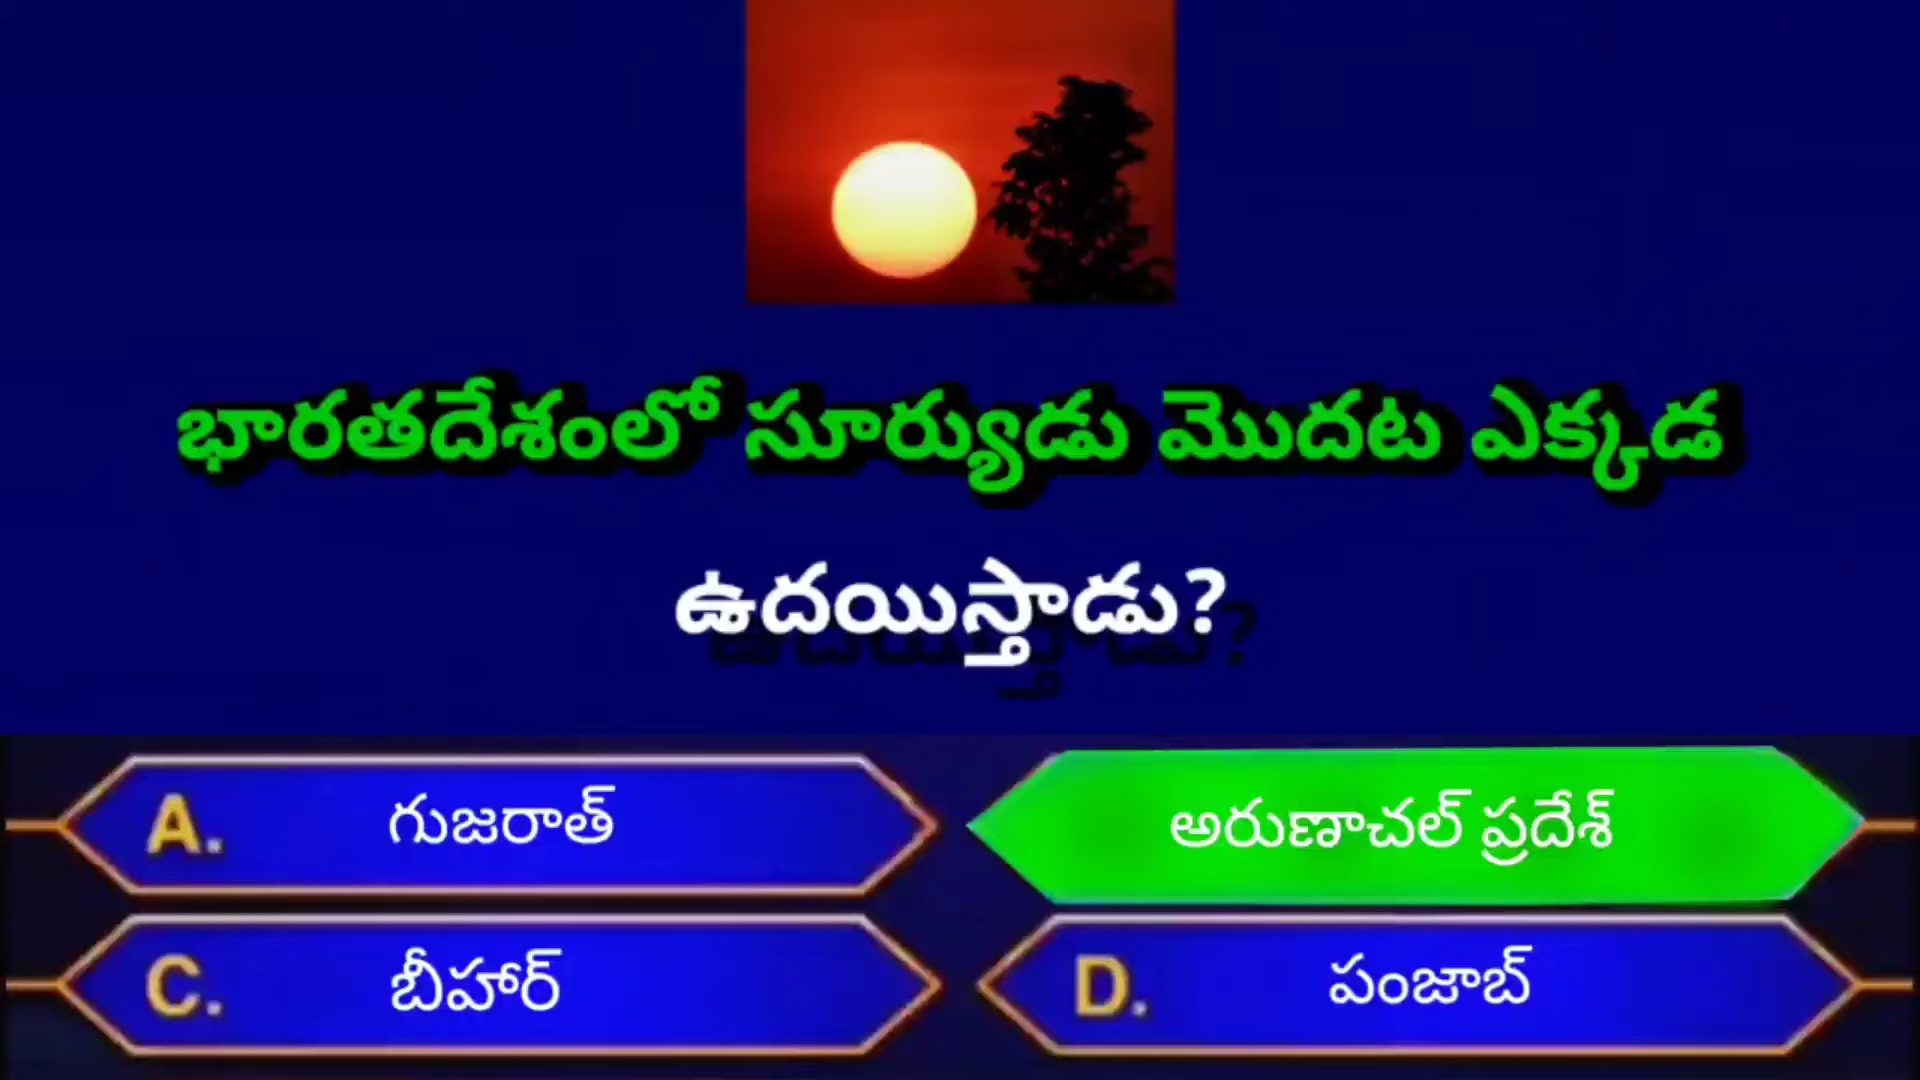 భారతదేశంలో సూర్యుడు మొదట ఎక్కడ
ఉదయిస్తాడు?
A. గుజరాత్
అరుణాచల్ ప్రదేశ్
C. బీహార్
D. పంజాబ్